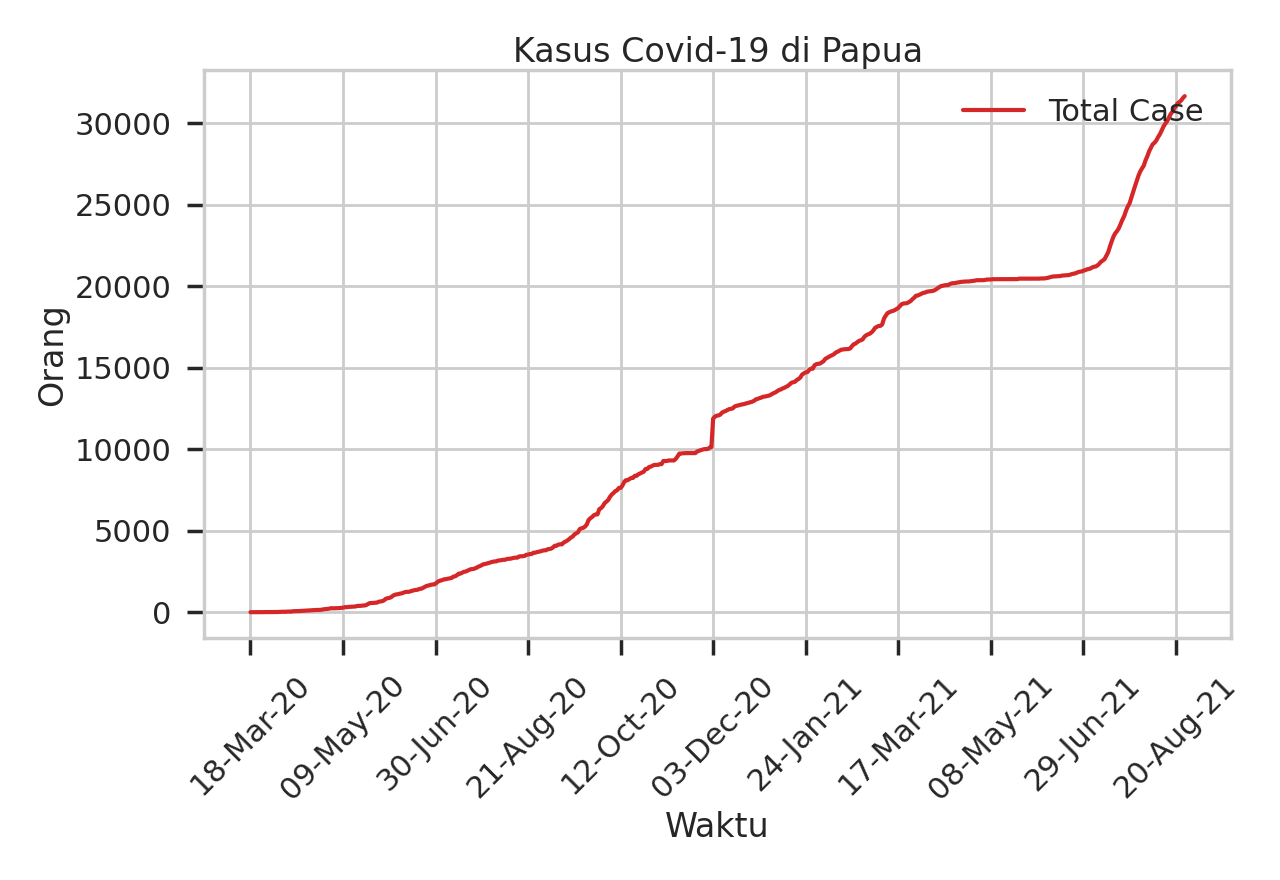 Kasus Covid-19 di Papua
Total Case
30000
25000
20000
15000
10000
5000
0
Orang
18-Mar-20
09-May-20
30-Jun-20
21-Aug-20
12-Oct-20
03-Dec-20
24-Jan-21
17-Mar-21
08-May-21
29-Jun-21
20-Aug-21
Waktu